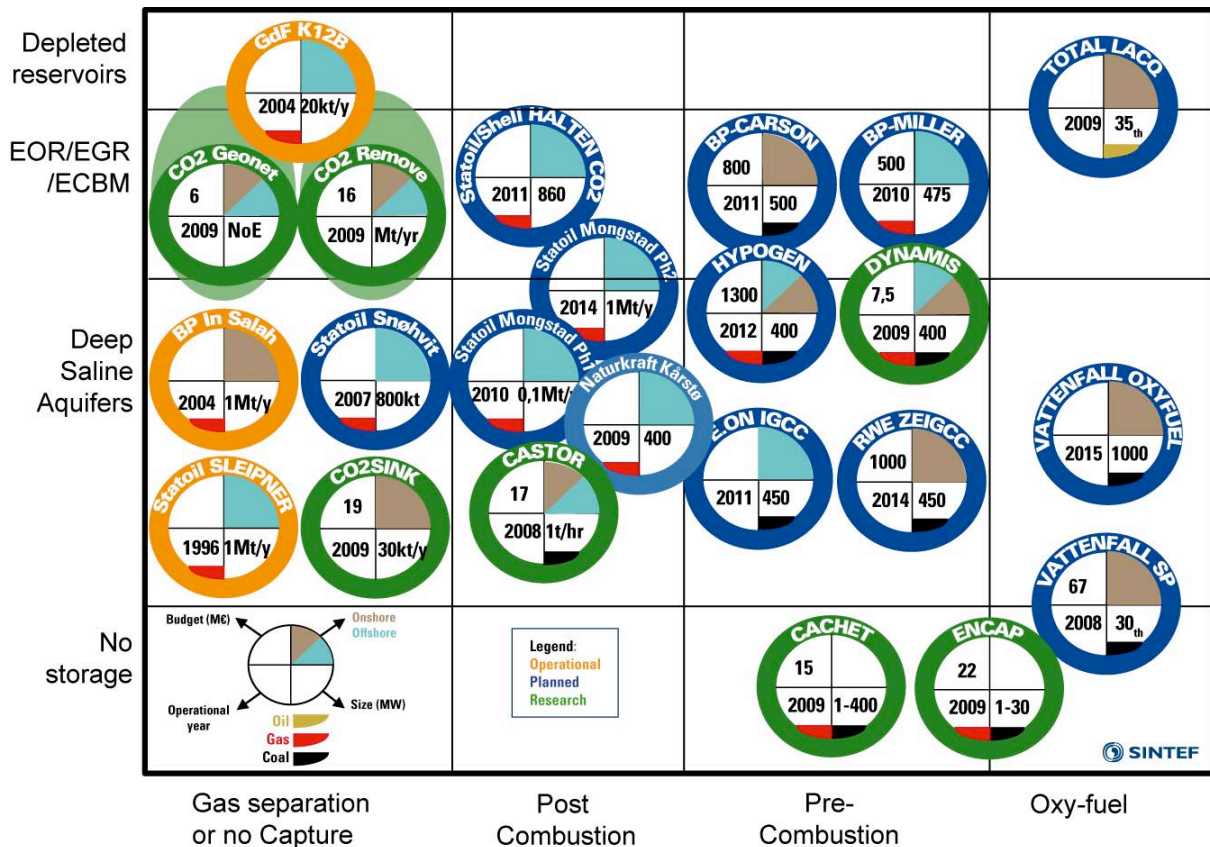 Depleted
reservoirs
GdF K12B
2004 20kt/y
TOTAL LACQ
2009 35th
EOR/EGR
/ECBM
CO2 Geonet
6
2009 NoE
CO2 Remove
16
2009 Mt/yr
Statoil/Shell HALTEN CO2
2011 860
BP-CARSON
800
2011 500
BP-MILLER
500
2010 475
Statoil Mongstad Ph2
2014 1Mt/y
HYPOGEN
1300
2012 400
DYNAMIS
7,5
2009 400
Deep
Saline
Aquifers
BP In Salah
2004 1Mt/y
Statoil Snøhvit
2007 800kt
Statoil Mongstad Ph1
2010 0,1Mt/
Naturkraft Kårstø
2009 400
VATTENFALL OXYFUEL
2015 1000
Statoil SLEIPNER
1996 1Mt/y
CO2SINK
19
2009 30kt/y
CASTOR
17
2008 1t/hr
E.ON IGCC
2011 450
RWE ZEIGCC
1000
2014 450
VATTENFALL SP
67
2008 30th
No
storage
Budget (M€)
Onshore
Offshore
Operational
year
Size (MW)
Oil
Gas
Coal
Legend:
Operational
Planned
Research
CACHET
15
2009 1-400
ENCAP
22
2009 1-30
SINTEF
Gas separation
or no Capture
Post
Combustion
Pre-
Combustion
Oxy-fuel